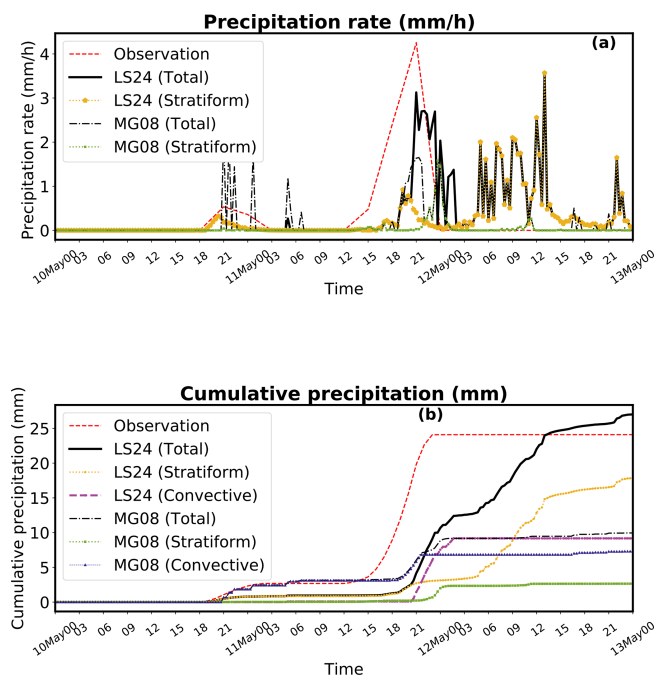 Precipitation rate (mm/h)
(a)
Precipitation rate (mm/h)
4
3
2
1
0
Observation
LS24 (Total)
LS24 (Stratiform)
MG08 (Total)
MG08 (Stratiform)
10May00 03 06 09 12 15 18 21 11May00 03 06 09 12 15 18 21 12May00 03 06 09 12 15 18 21 13May00
Time
Cumulative precipitation (mm)
(b)
Cumulative precipitation (mm)
25
20
15
10
5
0
Observation
LS24 (Total)
LS24 (Stratiform)
LS24 (Convective)
MG08 (Total)
MG08 (Stratiform)
MG08 (Convective)
10May00 03 06 09 12 15 18 21 11May00 03 06 09 12 15 18 21 12May00 03 06 09 12 15 18 21 13May00
Time